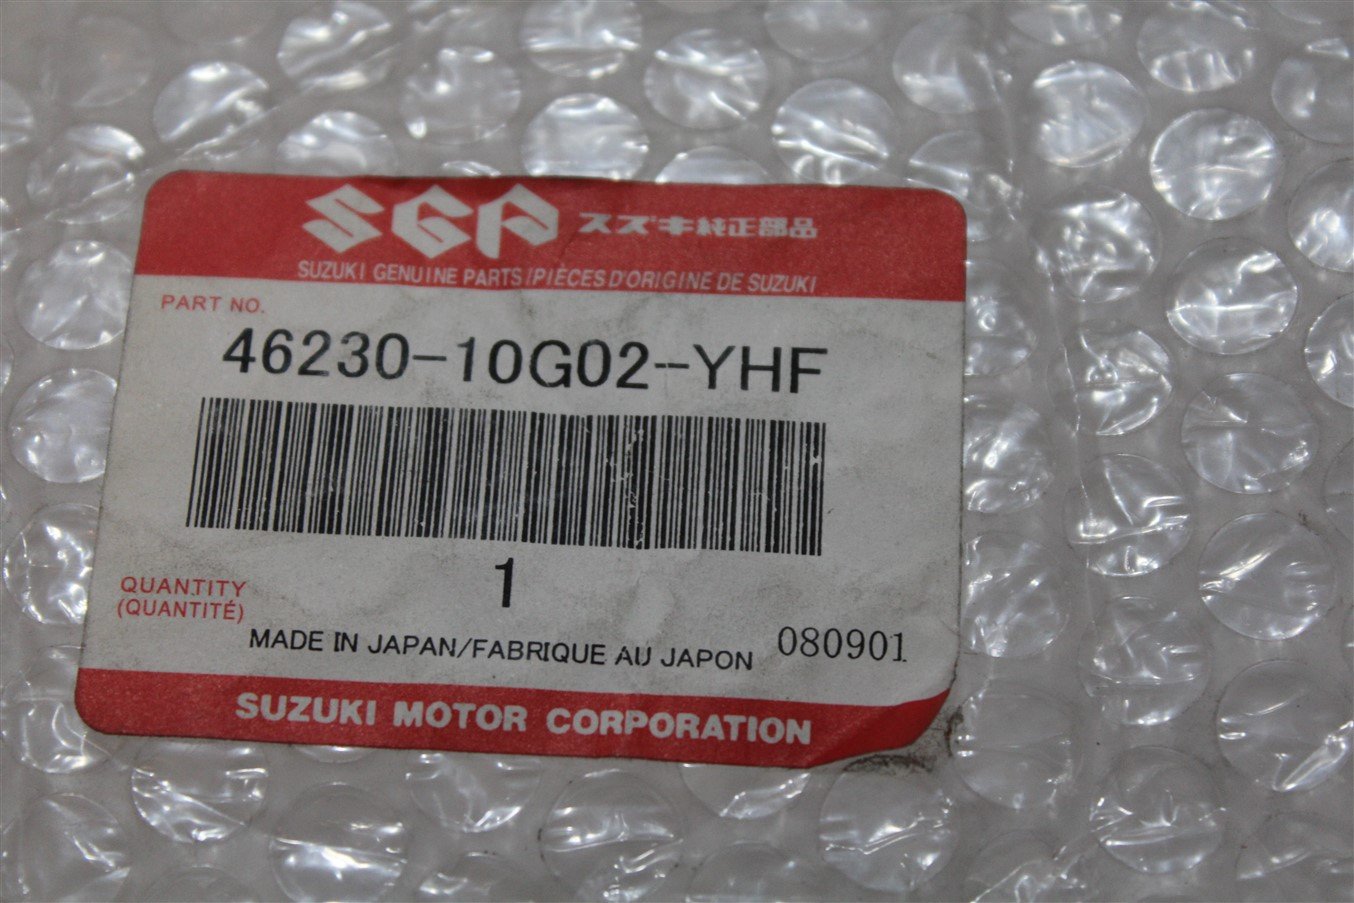 SGP スズキ純正部品
SUZUKI GENUINE PARTS/PIÈCES D'ORIGINE DE SUZUKI
PART NO.
46230-10G02--YHF
1
QUANTITY
(QUANTITÉ)
MADE IN JAPAN/FABRIQUE AU JAPON 080901
SUZUKI MOTOR CORPORATION